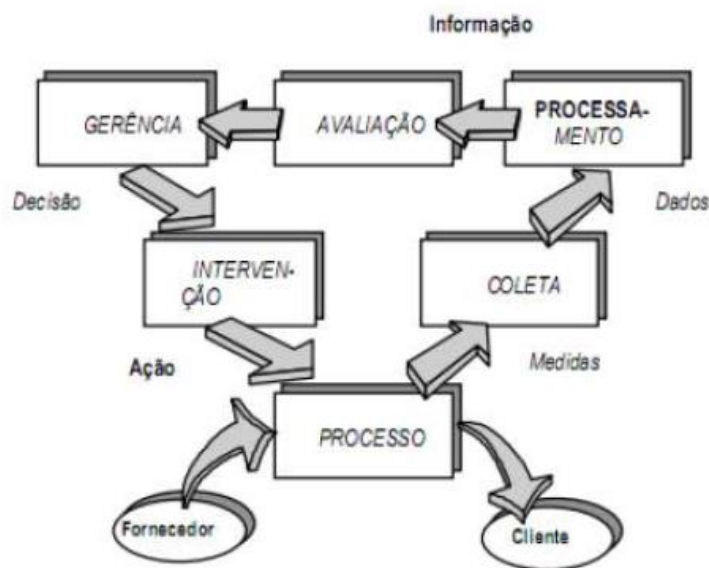 Informação
GERÊNCIA
AVALIAÇÃO
PROCESSA-
MENTO
Decisão
Dados
INTERVEN-
ÇÃO
COLETA
Ação
Medidas
PROCESSO
Fornecedor
Cliente